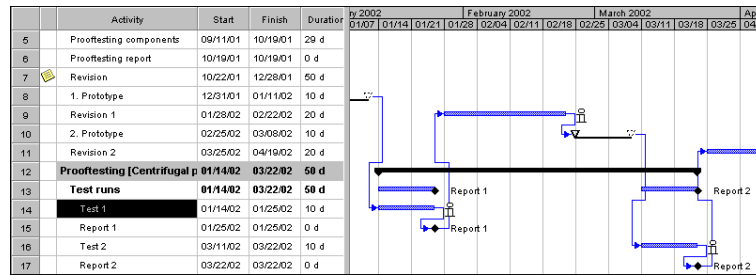 Activity Start Finish Duration
ry 2002 February 2002 March 2002 Ap
01/07 01/14 01/21 01/28 02/04 02/11 02/18 02/25 03/04 03/11 03/18 03/25 04
5 Prooftesting components 09/11/01 10/19/01 29 d
6 Prooftesting report 10/19/01 10/19/01 0 d
7 Revision 10/22/01 12/28/01 50 d
8 1. Prototype 12/31/01 01/11/02 10 d
9 Revision 1 01/28/02 02/22/02 20 d
10 2. Prototype 02/25/02 03/08/02 10 d
11 Revision 2 03/25/02 04/19/02 20 d
12 Prooftesting [Centrifugal p 01/14/02 03/22/02 50 d
13 Test runs 01/14/02 03/22/02 50 d Report 1 Report 2
14 Test 1 01/14/02 01/25/02 10 d
15 Report 1 01/25/02 01/25/02 0 d Report 1
16 Test 2 03/11/02 03/22/02 10 d
17 Report 2 03/22/02 03/22/02 0 d Report 2